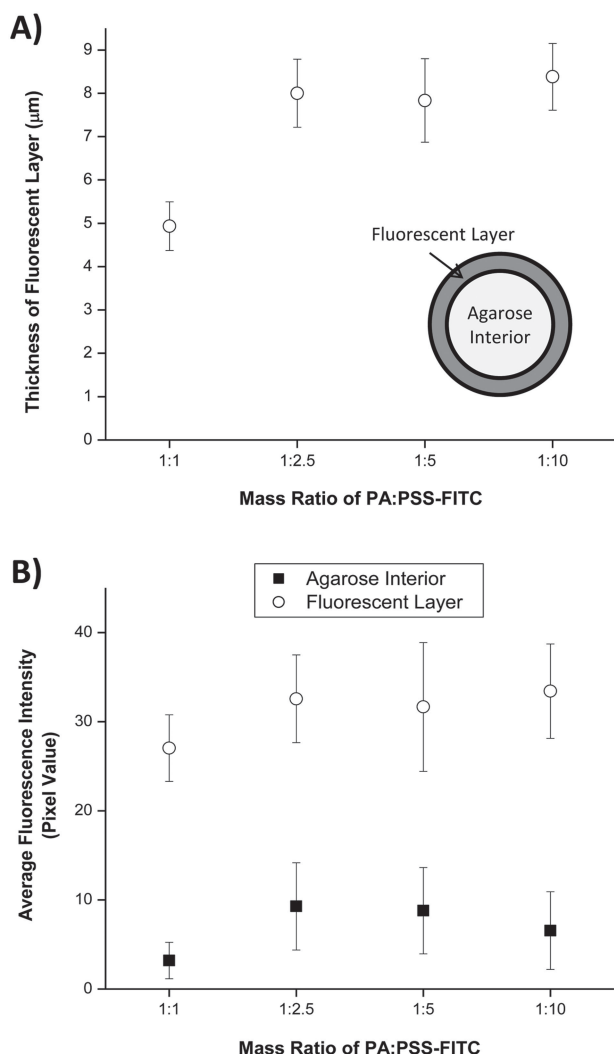 A)
Thickness of Fluorescent Layer (μm)
9
8
7
6
5
4
3
2
1
0
Fluorescent Layer
Agarose
Interior
1:1 1:2.5 1:5 1:10
Mass Ratio of PA:PSS-FITC
B)
Agarose Interior
Fluorescent Layer
Average Fluorescence Intensity
(Pixel Value)
40
30
20
10
0
1:1 1:2.5 1:5 1:10
Mass Ratio of PA:PSS-FITC